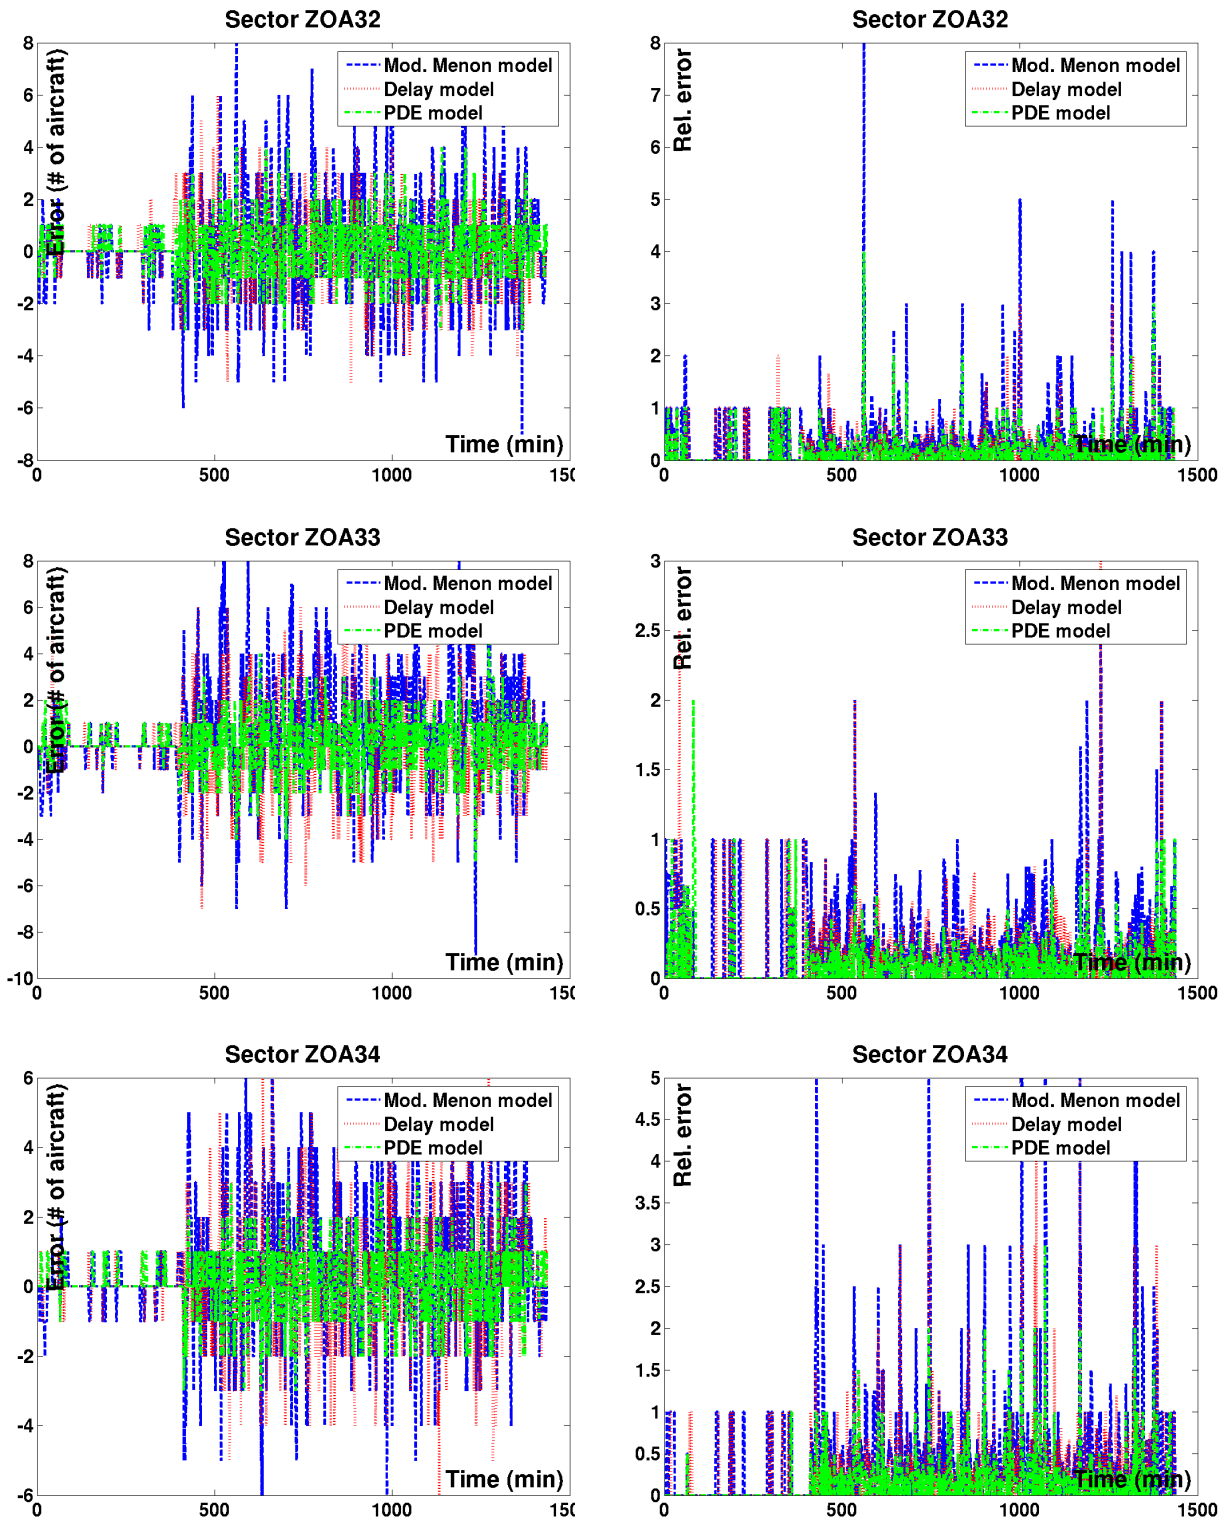 Sector ZOA32
Error (# of aircraft)
8
6
4
2
0
-2
-4
-6
-8
Mod. Menon model
Delay model
PDE model
Time (min)
0 500 1000 150
Sector ZOA32
Rel. error
8
7
6
5
4
3
2
1
0
Mod. Menon model
Delay model
PDE model
Time (min)
0 500 1000 1500
Sector ZOA33
Error (# of aircraft)
8
6
4
2
0
-2
-4
-6
-8
-10
Mod. Menon model
Delay model
PDE model
Time (min)
0 500 1000 150
Sector ZOA33
Rel. error
3
2.5
2
1.5
1
0.5
0
Mod. Menon model
Delay model
PDE model
Time (min)
0 500 1000 1500
Sector ZOA34
Error (# of aircraft)
6
4
2
0
-2
-4
-6
Mod. Menon model
Delay model
PDE model
Time (min)
0 500 1000 150
Sector ZOA34
Rel. error
5
4.5
4
3.5
3
2.5
2
1.5
1
0.5
0
Mod. Menon model
Delay model
PDE model
Time (min)
0 500 1000 1500